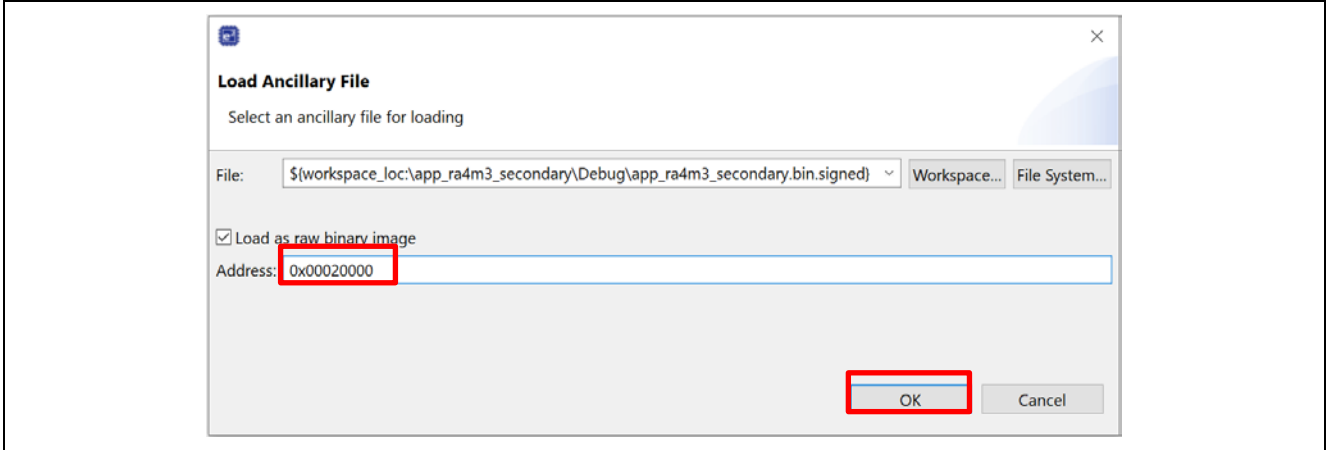 Load Ancillary File
Select an ancillary file for loading
File: ${workspace_loc:\app_ra4m3_secondary\Debug\app_ra4m3_secondary.bin.signed} Workspace... File System...
Load as raw binary image
Address: 0x00020000
OK Cancel